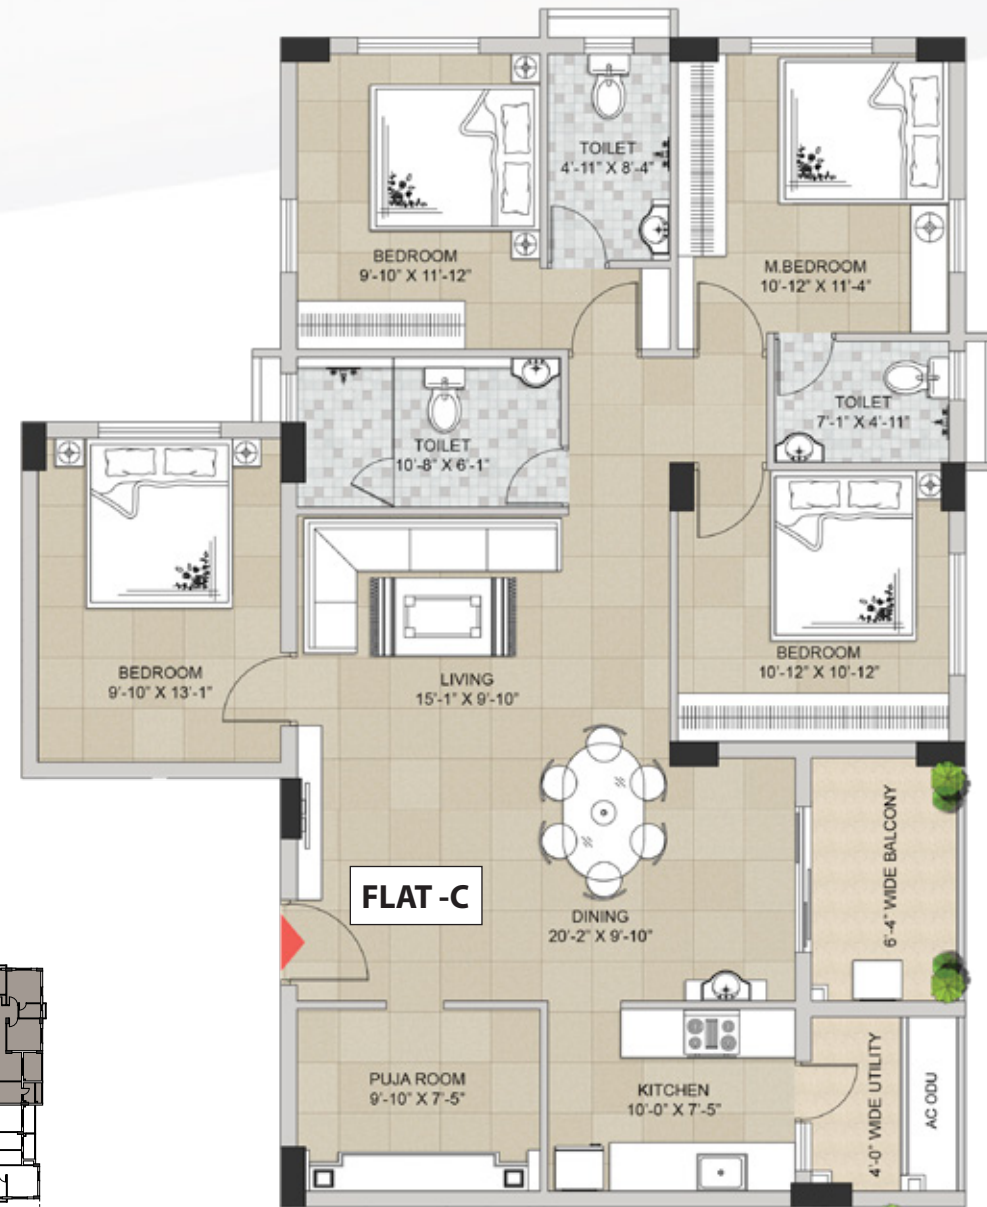 TOILET
4'-11" X 8'-4"
BEDROOM
9'-10" X 11'-12"
M.BEDROOM
10'-12" X 11'-4"
TOILET
7'-1" X 4'-11"
TOILET
10'-8" X 6'-1"
BEDROOM
9'-10" X 13'-1"
LIVING
15'-1" X 9'-10"
BEDROOM
10'-12" X 10'-12"
FLAT -C
DINING
20'-2" X 9'-10"
6'-4" WIDE BALCONY
PUJA ROOM
9'-10" X 7'-5"
KITCHEN
10'-0" X 7'-5"
4'-0" WIDE UTILITY
AC ODU